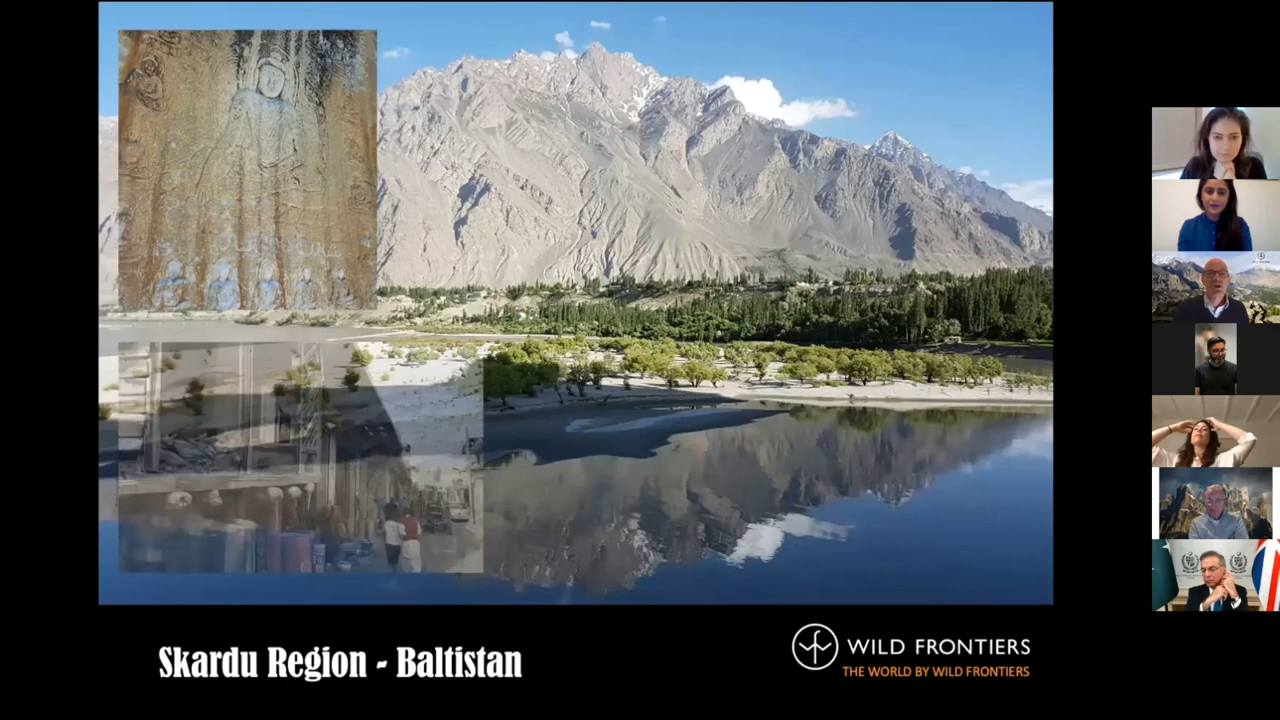 Skardu Region - Baltistan
WILD FRONTIERS
THE WORLD BY WILD FRONTIERS